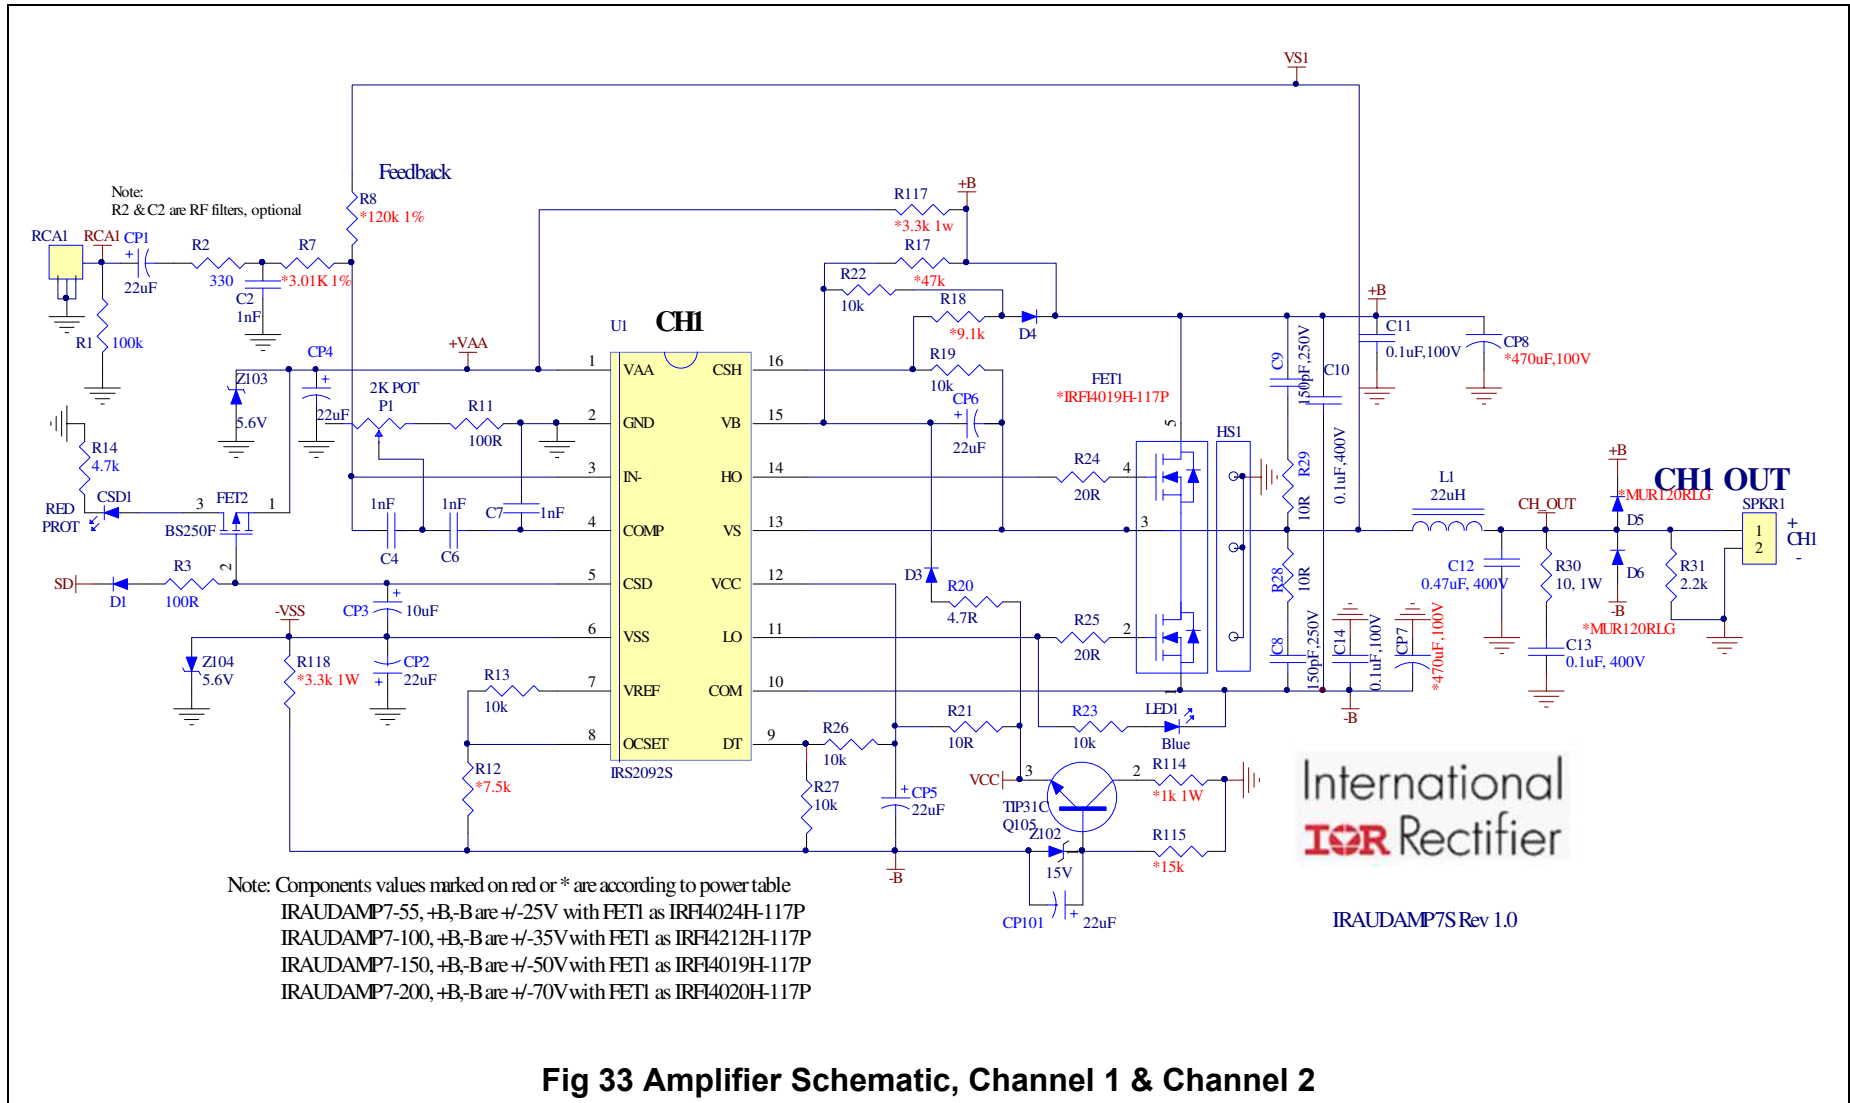 VS1
Feedback
Note:
R2 & C2 are RF filters, optional
R8
*120k 1%
R117
*3.3k 1w
+B
RCA1
RCA1
CP1
+
22uF
R2
330
R7
*3.01K 1%
C2
1nF
R1
100k
R17
*47k
R22
10k
R18
*9.1k
D4
+B
C11
0.1uF,100V
CP8
*470uF,100V
U1
CH1
+VAA
CP4
+
22uF
Z103
5.6V
2K POT
P1
R11
100R
R19
10k
CP6
+
22uF
FET1
*IRFI4019H-117P
C9
150pF,250V
C10
0.1uF,400V
HS1
R29
10R
1 VAA
2 GND
3 IN-
4 COMP
5 CSD
6 VSS
7 VREF
8 OCSET
CSH 16
VB 15
HO 14
VS 13
VCC 12
LO 11
COM 10
DT 9
IRS2092S
R14
4.7k
CSD1
RED
PROT
FET2
3
1
2
BS250F
1nF
C4
1nF
C6
C7
1nF
R24
20R
4
5
3
R25
20R
2
1
SD
D1
R3
100R
CP3
+
10uF
-VSS
CP2
+
22uF
Z104
5.6V
R118
*3.3k 1W
R13
10k
R12
*7.5k
D3
R20
4.7R
R28
10R
C8
150pF,250V
C14
0.1uF,100V
CP7
*470uF,100V
-B
L1
22uH
CH_OUT
+B
*MUR120RLG
D5
D6
-B
*MUR120RLG
CH1 OUT
SPKR1
1
2
+
CH1
-
C12
0.47uF, 400V
R30
10, 1W
R31
2.2k
C13
0.1uF, 400V
R21
10R
R23
10k
LED1
Blue
R26
10k
R27
10k
CP5
+
22uF
-B
VCC
3
2
TIP31C
Q105
R114
*1k 1W
R115
*15k
Z102
15V
CP101
+
22uF
International
IOR Rectifier
IRAUDAMP7S Rev 1.0
Note: Components values marked on red or * are according to power table
IRAUDAMP7-55, +B,-B are +/-25V with FET1 as IRFI4024H-117P
IRAUDAMP7-100, +B,-B are +/-35V with FET1 as IRFI4212H-117P
IRAUDAMP7-150, +B,-B are +/-50V with FET1 as IRFI4019H-117P
IRAUDAMP7-200, +B,-B are +/-70V with FET1 as IRFI4020H-117P
Fig 33 Amplifier Schematic, Channel 1 & Channel 2